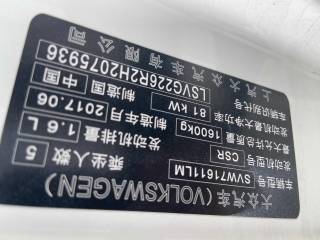 大众汽车(VOLKSWAGEN)
车辆型号 SVW71611LM 乘坐人数 5
发动机型号 CSR 发动机排量 1.6 L
最大允许总质量 1600kg 制造年月 2017.06
发动机最大净功率 81 kW 制造国 中国
车辆识别代号 LSVG226R2H2075936
上汽大众汽车有限公司